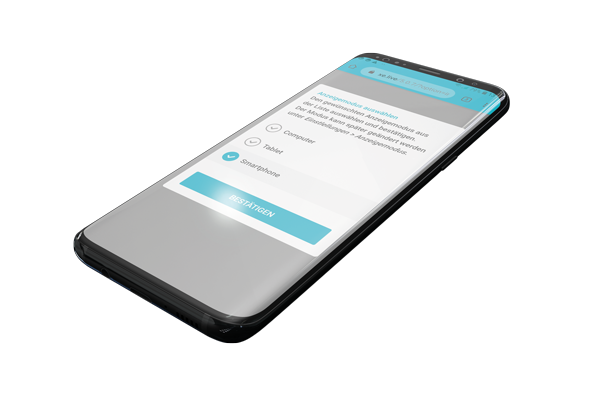 Anzeigemodus auswählen
Den gewünschten Anzeigemodus aus
der Liste auswählen und bestätigen.
Der Modus kann später geändert werden
unter Einstellungen > Anzeigemodus.
Computer
Tablet
Smartphone
BESTÄTIGEN